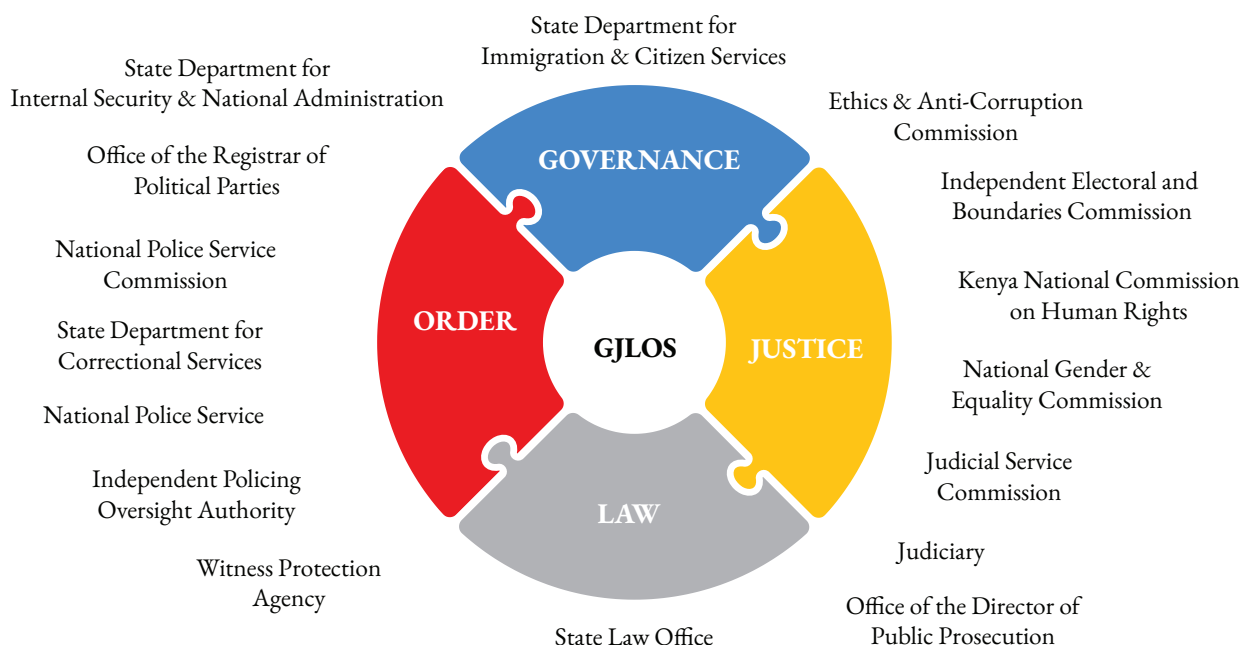 State Department for
Immigration & Citizen Services
State Department for
Internal Security & National Administration
Ethics & Anti-Corruption
Commission
Office of the Registrar of
Political Parties
GOVERNANCE
Independent Electoral and
Boundaries Commission
National Police Service
Commission
Kenya National Commission
on Human Rights
State Department for
Correctional Services
ORDER
GJLOS
JUSTICE
National Gender &
Equality Commission
National Police Service
Judicial Service
Commission
Independent Policing
Oversight Authority
LAW
Judiciary
Witness Protection
Agency
Office of the Director of
Public Prosecution
State Law Office